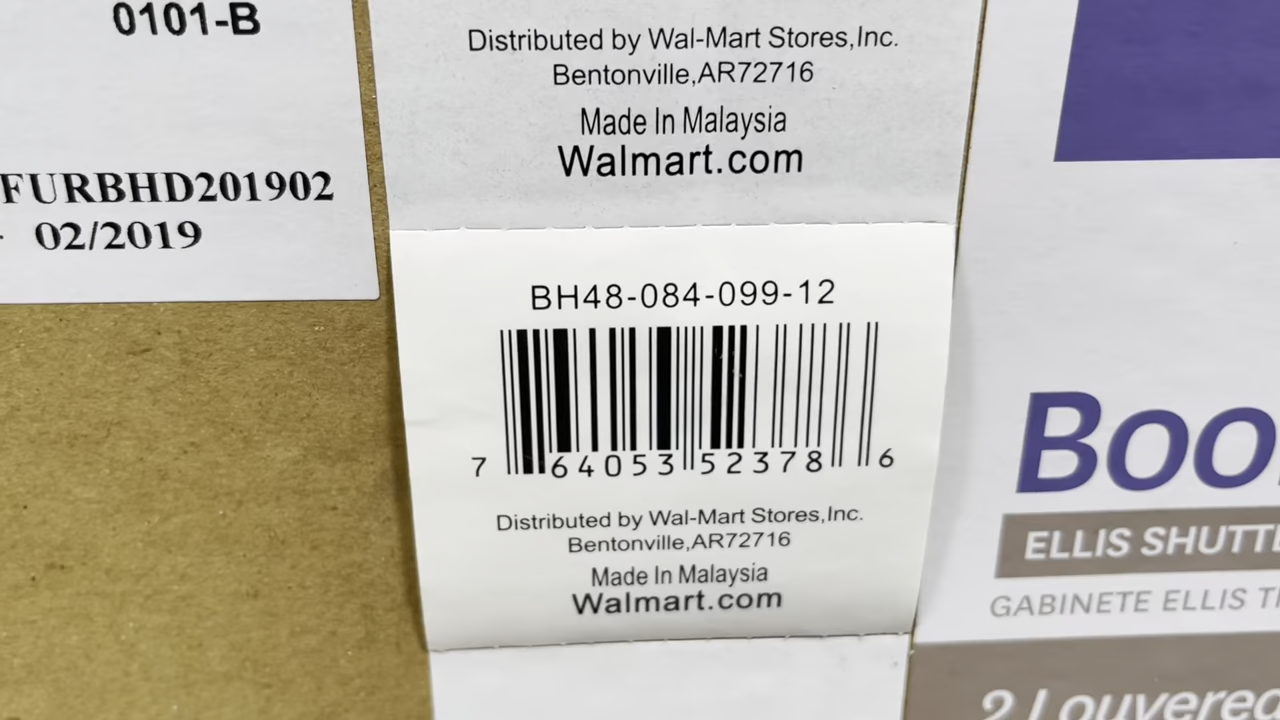 0101-B
FURBHD201902
02/2019
Distributed by Wal-Mart Stores,Inc.
Bentonville,AR72716
Made In Malaysia
Walmart.com
BH48-084-099-12
7 64053 52378 6
Distributed by Wal-Mart Stores,Inc.
Bentonville,AR72716
Made In Malaysia
Walmart.com
BOO
ELLIS SHUTT
GABINETE ELLIS
2 Louvered